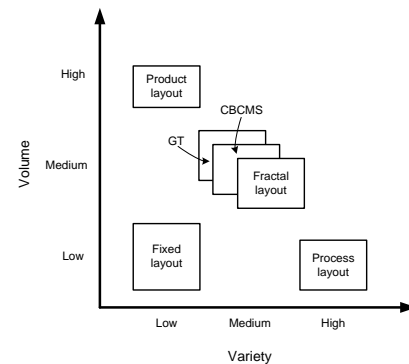 High
Product
layout
CBCMS
GT
Volume
Medium
Fractal
layout
Fixed
layout
Low
Process
layout
Low
Medium
High
Variety